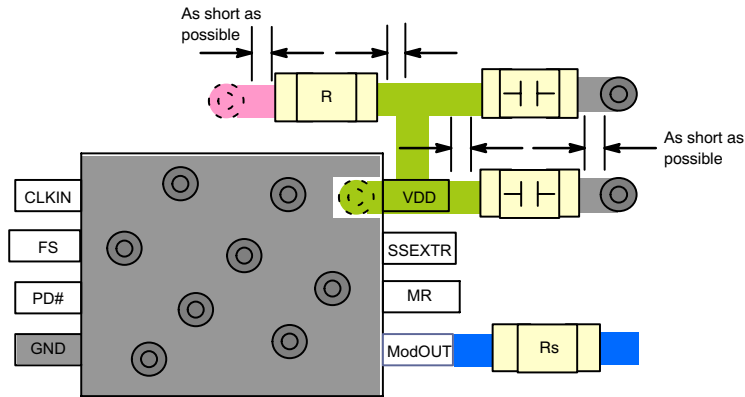 As short as
possible
R
As short as
possible
CLKIN
VDD
FS
SSEXTR
PD#
MR
GND
ModOUT
Rs